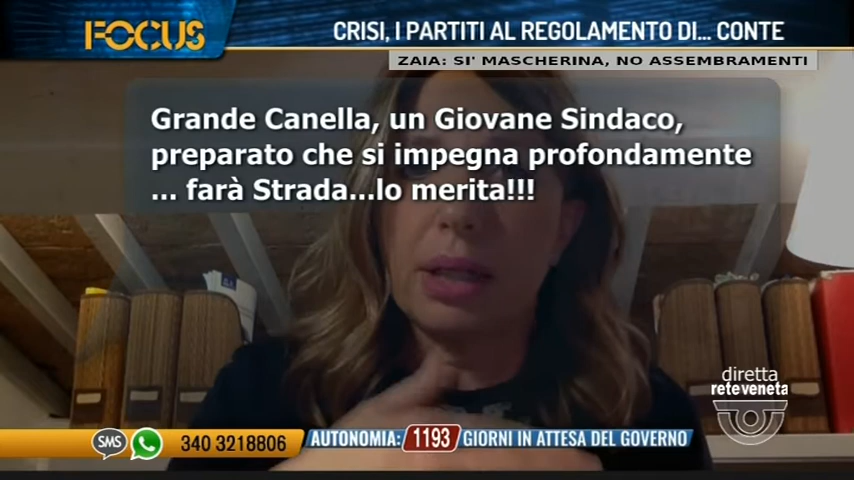 FOCUS
CRISI, I PARTITI AL REGOLAMENTO DI... CONTE
ZAIA: SI' MASCHERINA, NO ASSEMBRAMENTI
Grande Canella, un Giovane Sindaco,
preparato che si impegna profondamente
... farà Strada...lo merita!!!
diretta
reteveneta
SMS 340 3218806 AUTONOMIA: 1193 GIORNI IN ATTESA DEL GOVERNO